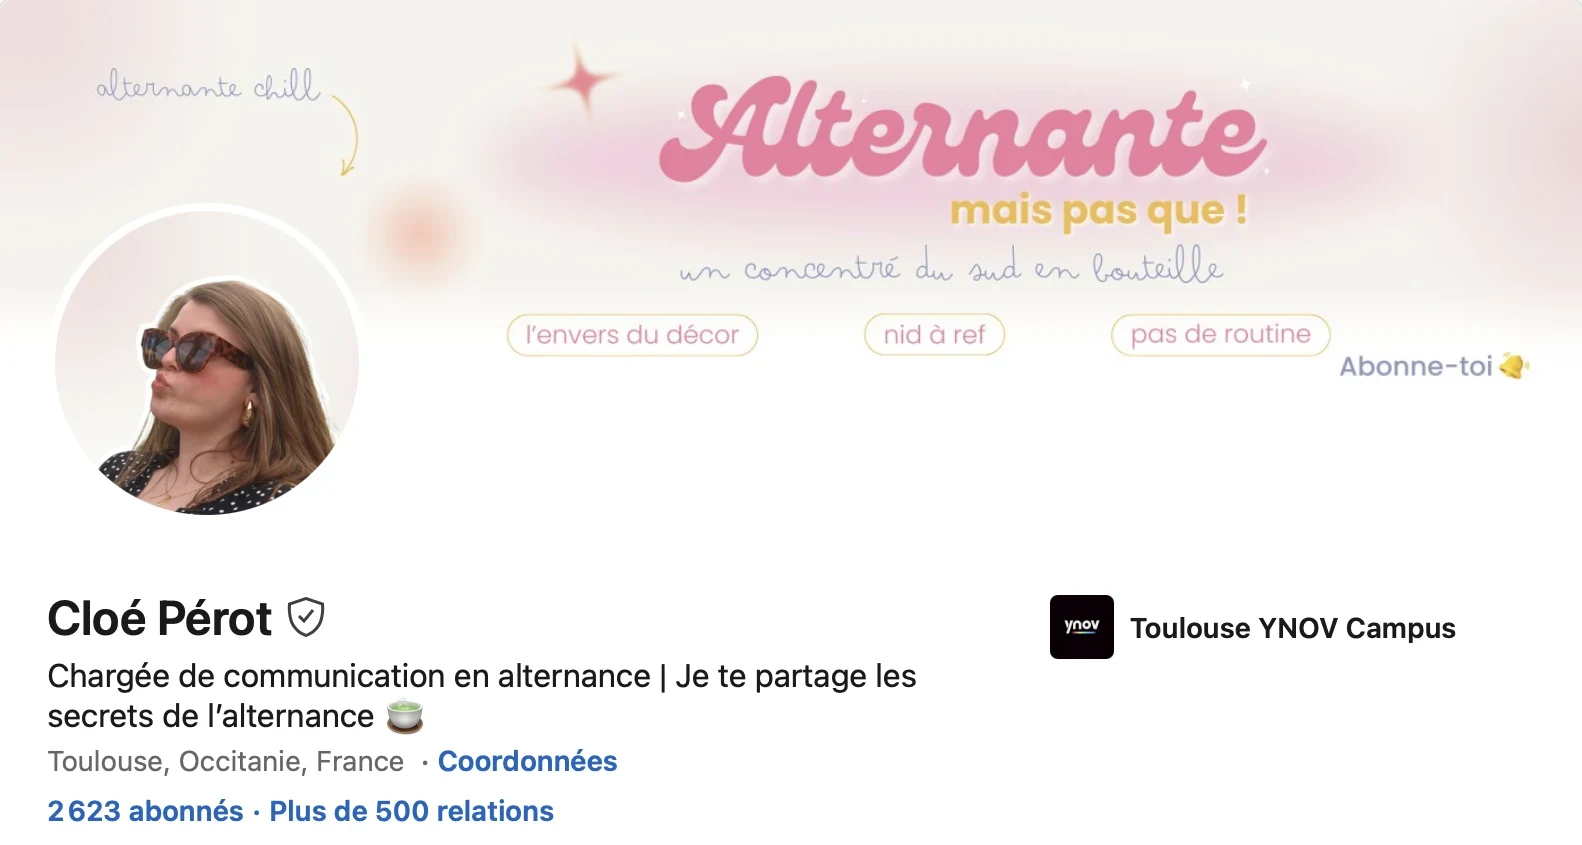 alternante chill
Alternante
mais pas que !
un concentré du sud en bouteille
l'envers du décor
nid à ref
pas de routine
Abonne-toi
Cloé Pérot
Chargée de communication en alternance | Je te partage les
secrets de l'alternance
Toulouse, Occitanie, France · Coordonnées
2 623 abonnés · Plus de 500 relations
ynov
Toulouse YNOV Campus